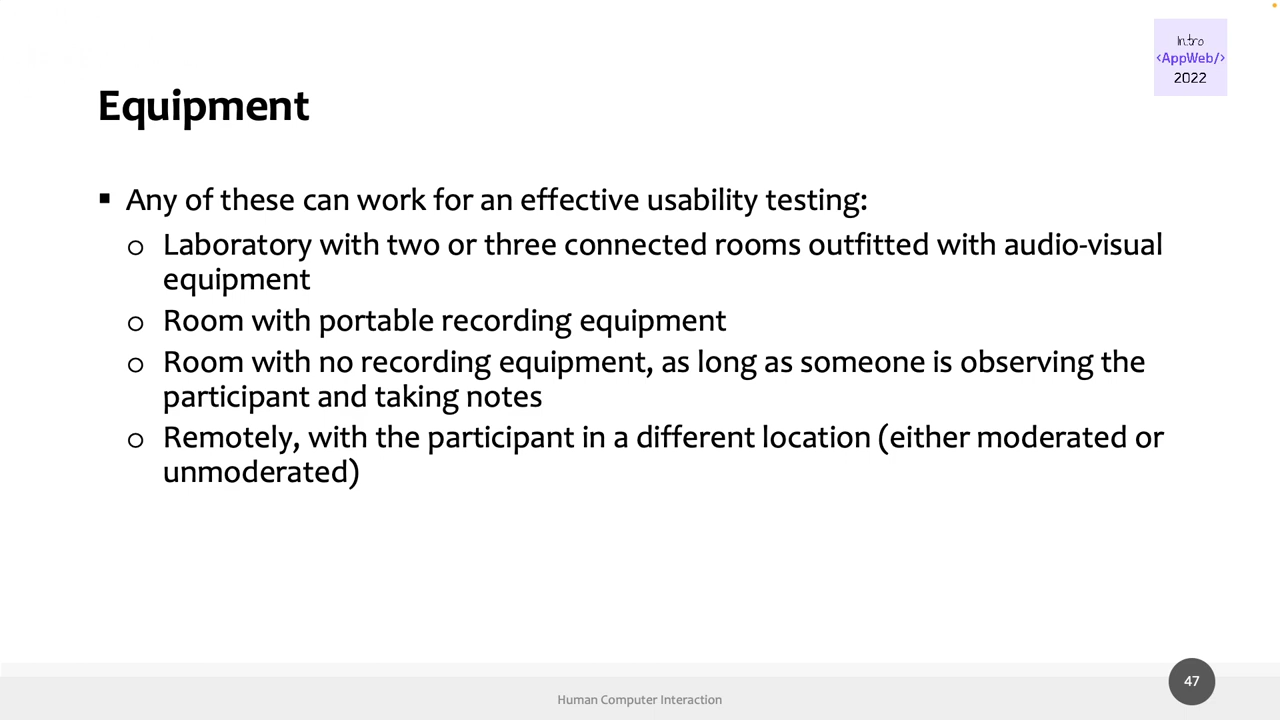 Intro
<AppWeb/>
2022
Equipment
▪ Any of these can work for an effective usability testing:
o Laboratory with two or three connected rooms outfitted with audio-visual
equipment
o Room with portable recording equipment
o Room with no recording equipment, as long as someone is observing the
participant and taking notes
o Remotely, with the participant in a different location (either moderated or
unmoderated)
47
Human Computer Interaction